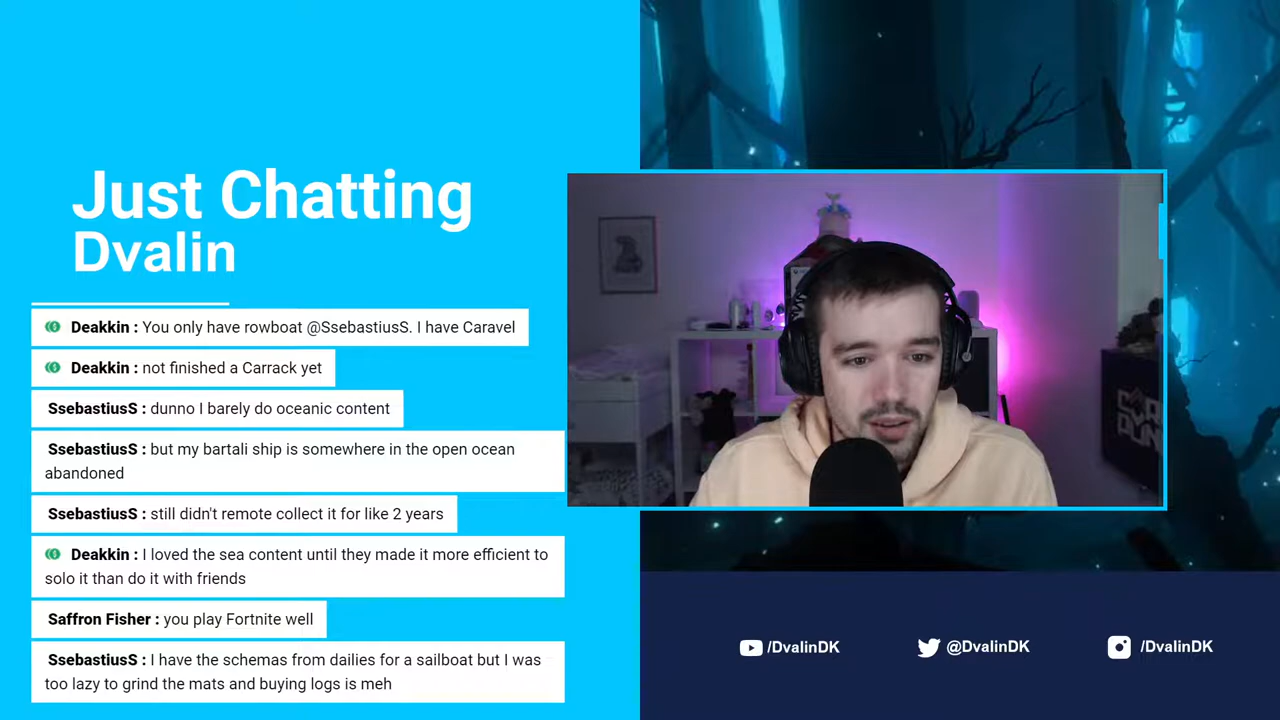 Just Chatting
Dvalin
Deakkin : You only have rowboat @SsebastiusS. I have Caravel
Deakkin : not finished a Carrack yet
SsebastiusS : dunno I barely do oceanic content
SsebastiusS : but my bartali ship is somewhere in the open ocean
abandoned
SsebastiusS : still didn't remote collect it for like 2 years
Deakkin : I loved the sea content until they made it more efficient to
solo it than do it with friends
Saffron Fisher : you play Fortnite well
SsebastiusS : I have the schemas from dailies for a sailboat but I was
too lazy to grind the mats and buying logs is meh
/DvalinDK
@DvalinDK
/DvalinDK